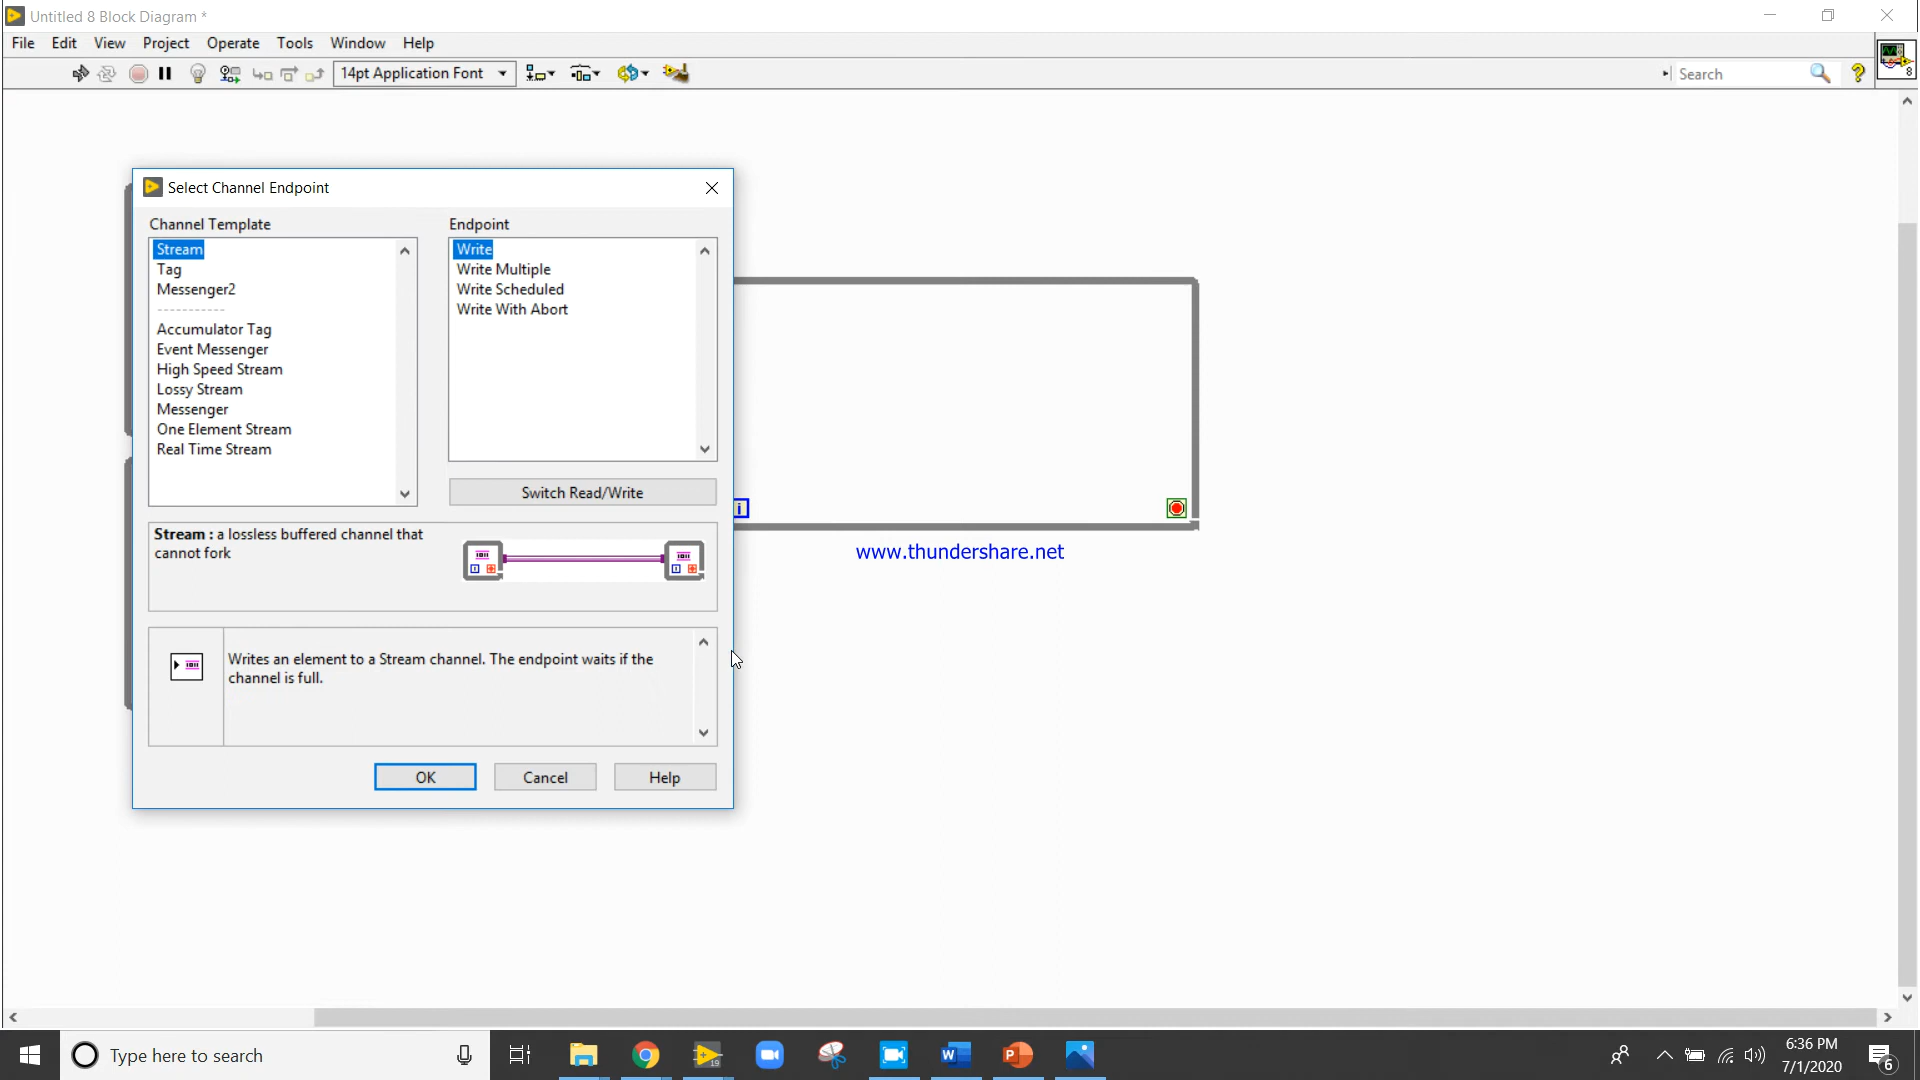 Untitled 8 Block Diagram *
File Edit View Project Operate Tools Window Help
14pt Application Font
Search
8
Select Channel Endpoint
Channel Template
Endpoint
Stream
Tag
Messenger2
-----------
Accumulator Tag
Event Messenger
High Speed Stream
Lossy Stream
Messenger
One Element Stream
Real Time Stream
Write
Write Multiple
Write Scheduled
Write With Abort
Switch Read/Write
Stream : a lossless buffered channel that
cannot fork
Writes an element to a Stream channel. The endpoint waits if the
channel is full.
OK
Cancel
Help
i
www.thundershare.net
Type here to search
19
6:36 PM
7/1/2020
6